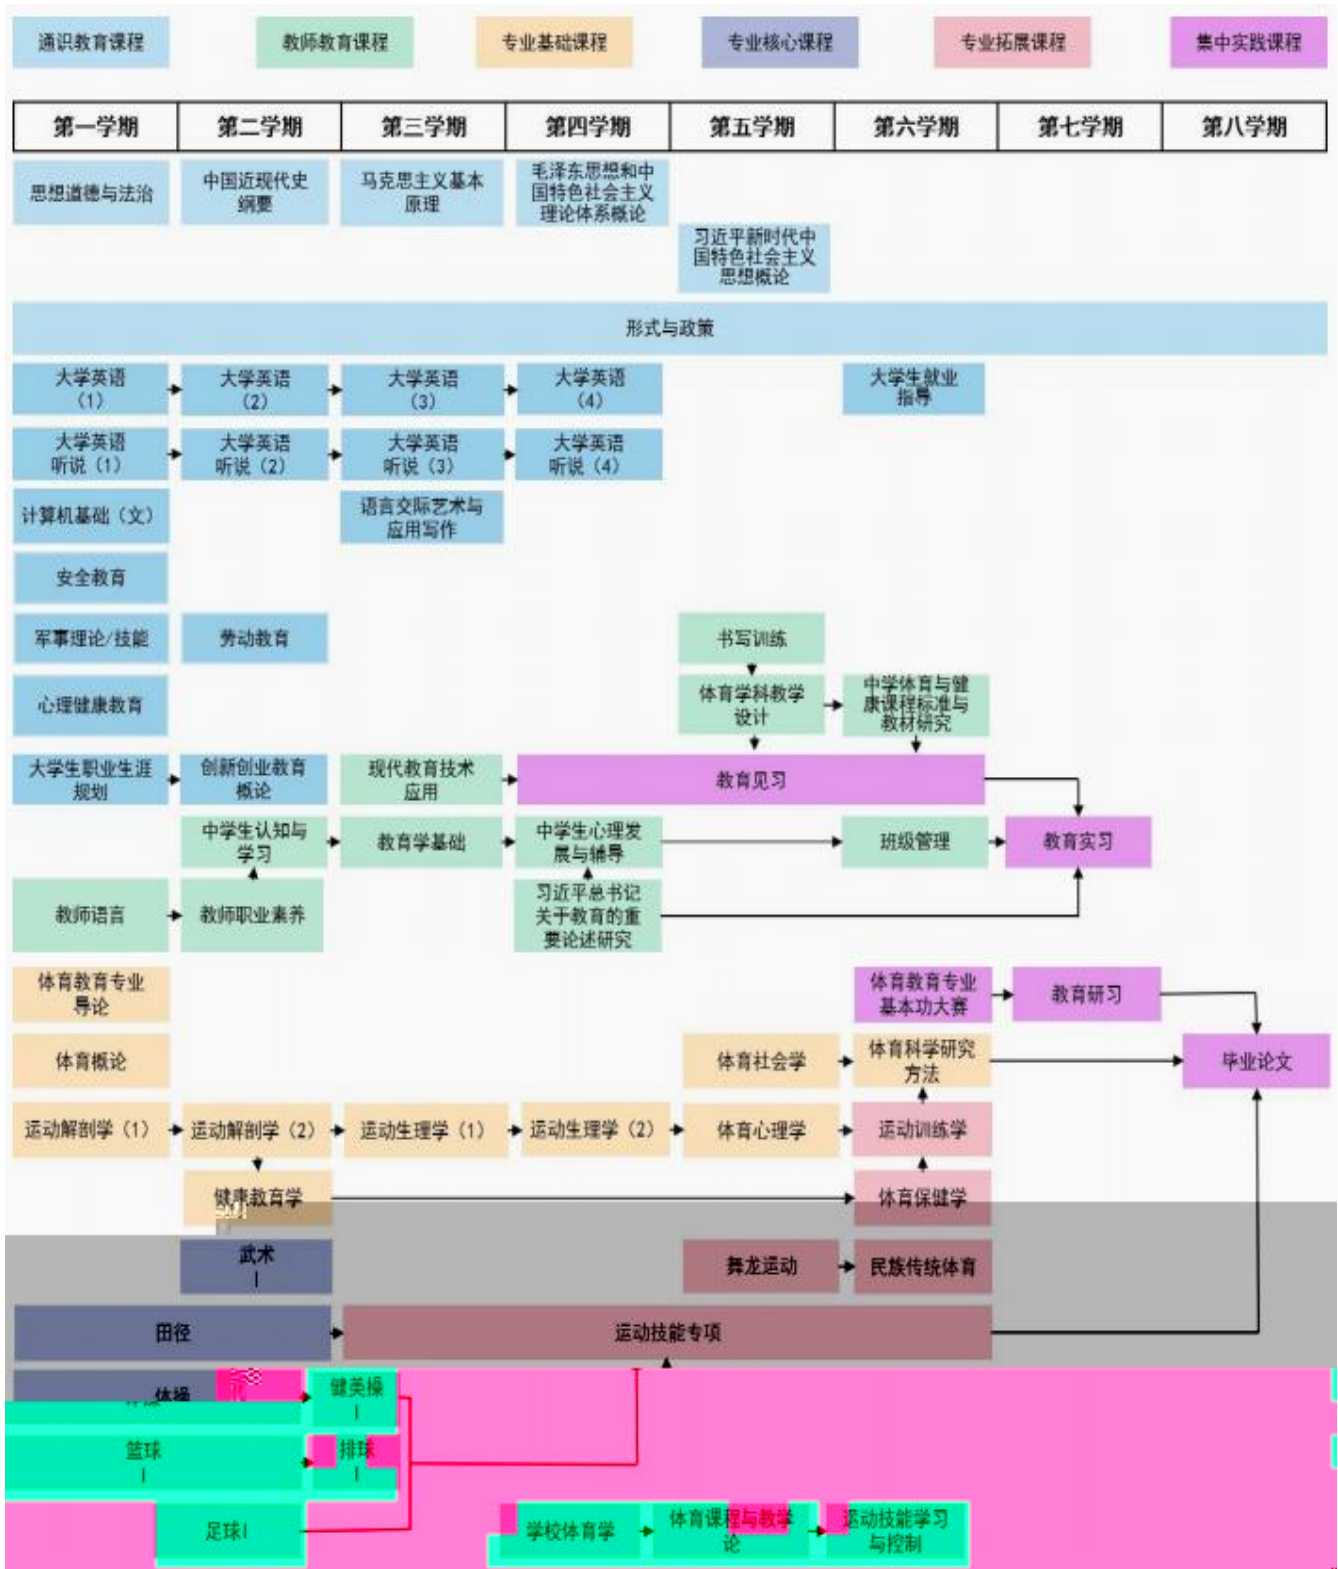 通识教育课程 教师教育课程 专业基础课程 专业核心课程 专业拓展课程 集中实践课程
第一学期 第二学期 第三学期 第四学期 第五学期 第六学期 第七学期 第八学期
思想道德与法治
中国近现代史
纲要
马克思主义基本
原理
毛泽东思想和中
国特色社会主义
理论体系概论
习近平新时代中
国特色社会主义
思想概论
形式与政策
大学英语
（1）
大学英语
（2）
大学英语
（3）
大学英语
（4）
大学生就业
指导
大学英语
听说（1）
大学英语
听说（2）
大学英语
听说（3）
大学英语
听说（4）
计算机基础（文）
语言交际艺术与
应用写作
安全教育
军事理论/技能
劳动教育
书写训练
心理健康教育
体育学科教学
设计
中学体育与健
康课程标准与
教材研究
大学生职业生涯
规划
创新创业教育
概论
现代教育技术
应用
教育见习
中学生认知与
学习
教育学基础
中学生心理发
展与辅导
班级管理
教育实习
教师语言
教师职业素养
习近平总书记
关于教育的重
要论述研究
体育教育专业
导论
体育教育专业
基本功大赛
教育研习
体育概论
体育社会学
体育科学研究
方法
毕业论文
运动解剖学（1）
运动解剖学（2）
运动生理学（1）
运动生理学（2）
体育心理学
运动训练学
健康教育学
体育保健学
武术
I
舞龙运动
民族传统体育
田径
运动技能专项
体操
健美操
I
篮球
I
排球
I
足球I
学校体育学
体育课程与教学
论
运动技能学习
与控制